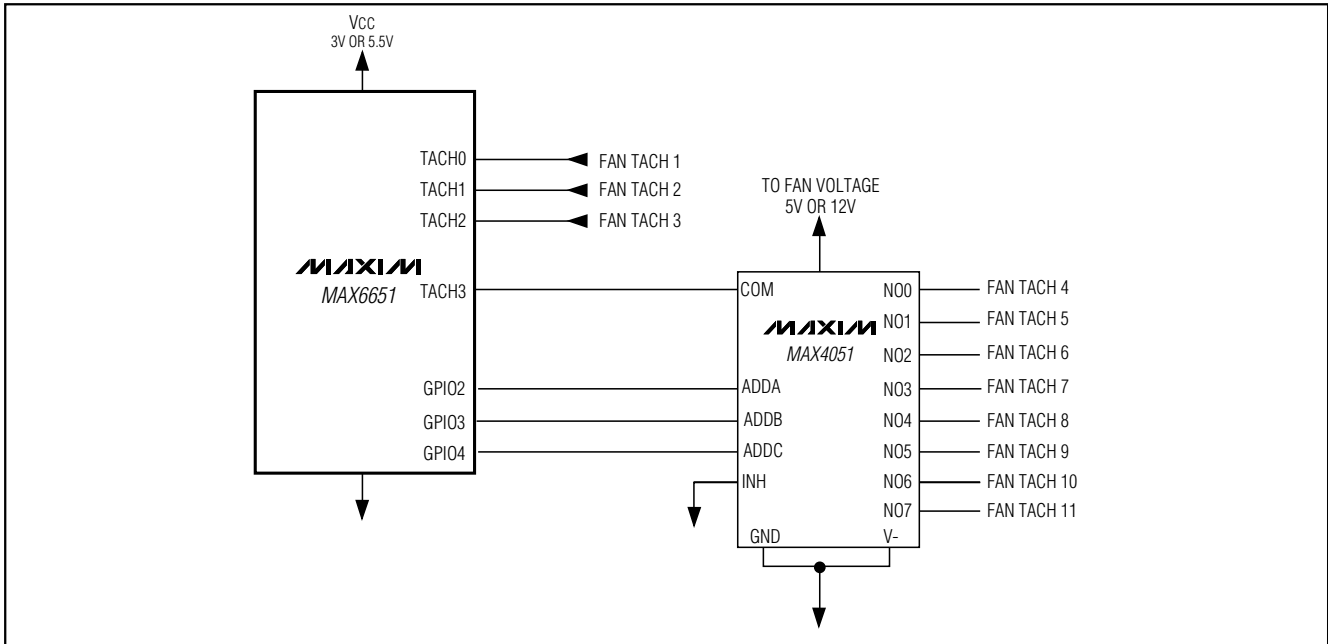 VCC
3V OR 5.5V
TACH0
FAN TACH 1
TACH1
FAN TACH 2
TACH2
FAN TACH 3
MAXIM
MAX6651
TACH3
GPIO2
GPIO3
GPIO4
TO FAN VOLTAGE
5V OR 12V
COM
NO0
FAN TACH 4
MAXIM
MAX4051
NO1
FAN TACH 5
NO2
FAN TACH 6
ADDA
NO3
FAN TACH 7
ADDB
NO4
FAN TACH 8
ADDC
NO5
FAN TACH 9
INH
NO6
FAN TACH 10
NO7
FAN TACH 11
GND
V-